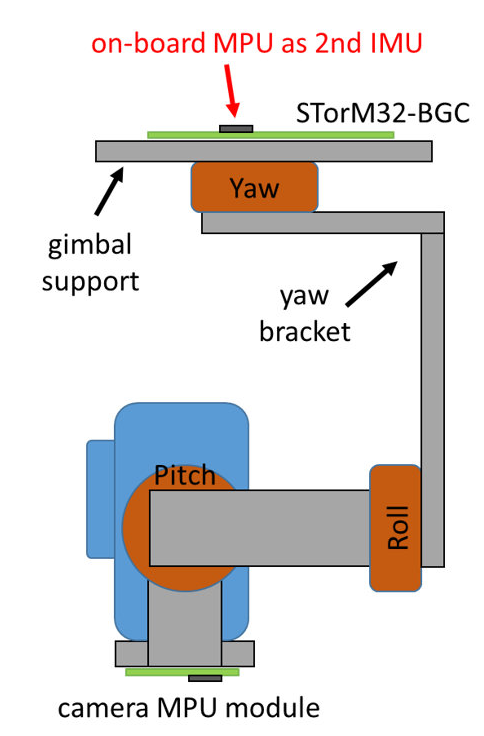 on-board MPU as 2nd IMU
STorM32-BGC
Yaw
gimbal
support
yaw
bracket
Pitch
Roll
camera MPU module